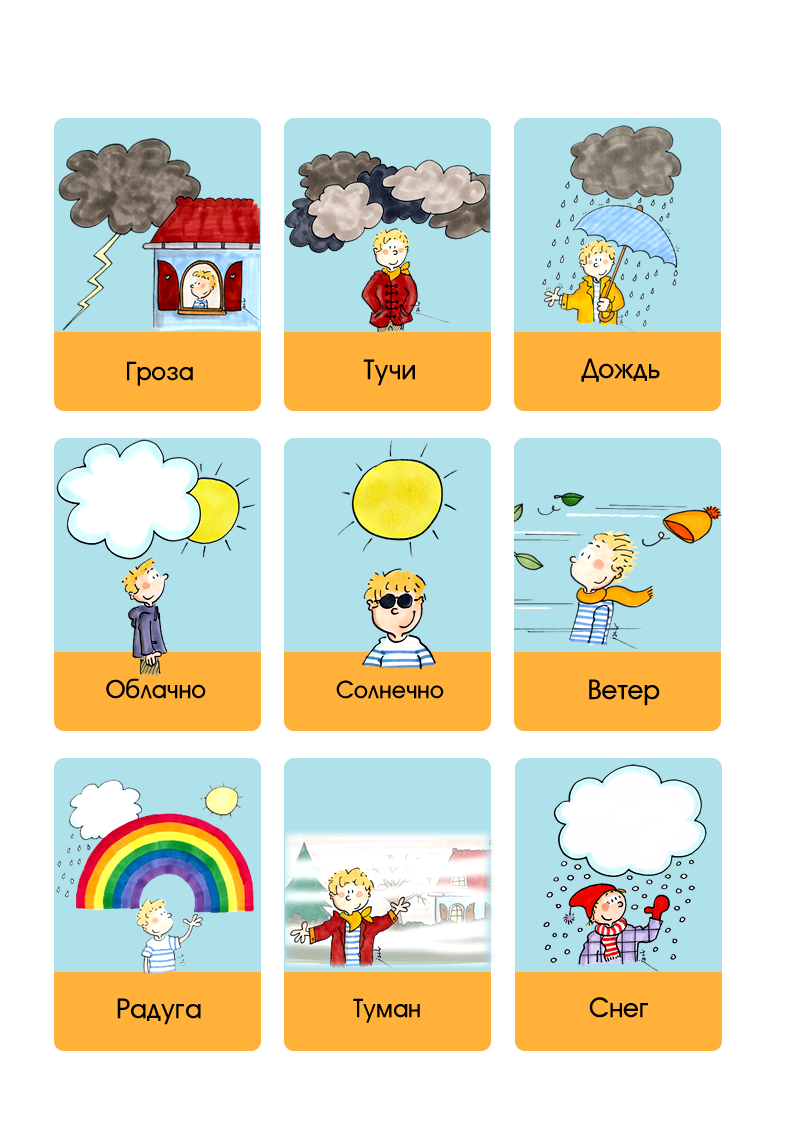 Гроза
Тучи
Дождь
Облачно
Солнечно
Ветер
Радуга
Туман
Снег